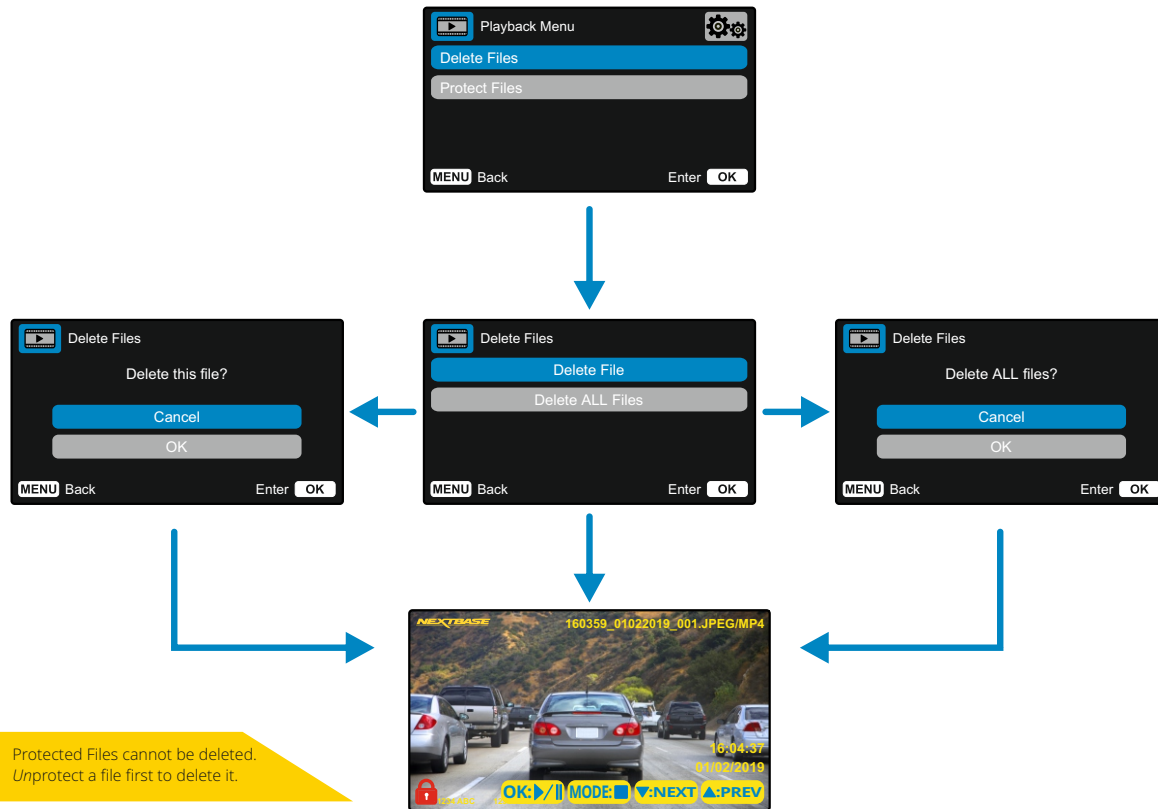 Playback Menu
Delete Files
Protect Files
MENU Back Enter OK
Delete Files
Delete this file?
Cancel
OK
MENU Back Enter OK
Delete Files
Delete File
Delete ALL Files
MENU Back Enter OK
Delete Files
Delete ALL files?
Cancel
OK
MENU Back Enter OK
NEXTBASE 160359_01022019_001.JPEG/MP4
16:04:37
01/02/2019
OK:▶/|| MODE:■ ▼:NEXT ▲:PREV
Protected Files cannot be deleted.
Unprotect a file first to delete it.